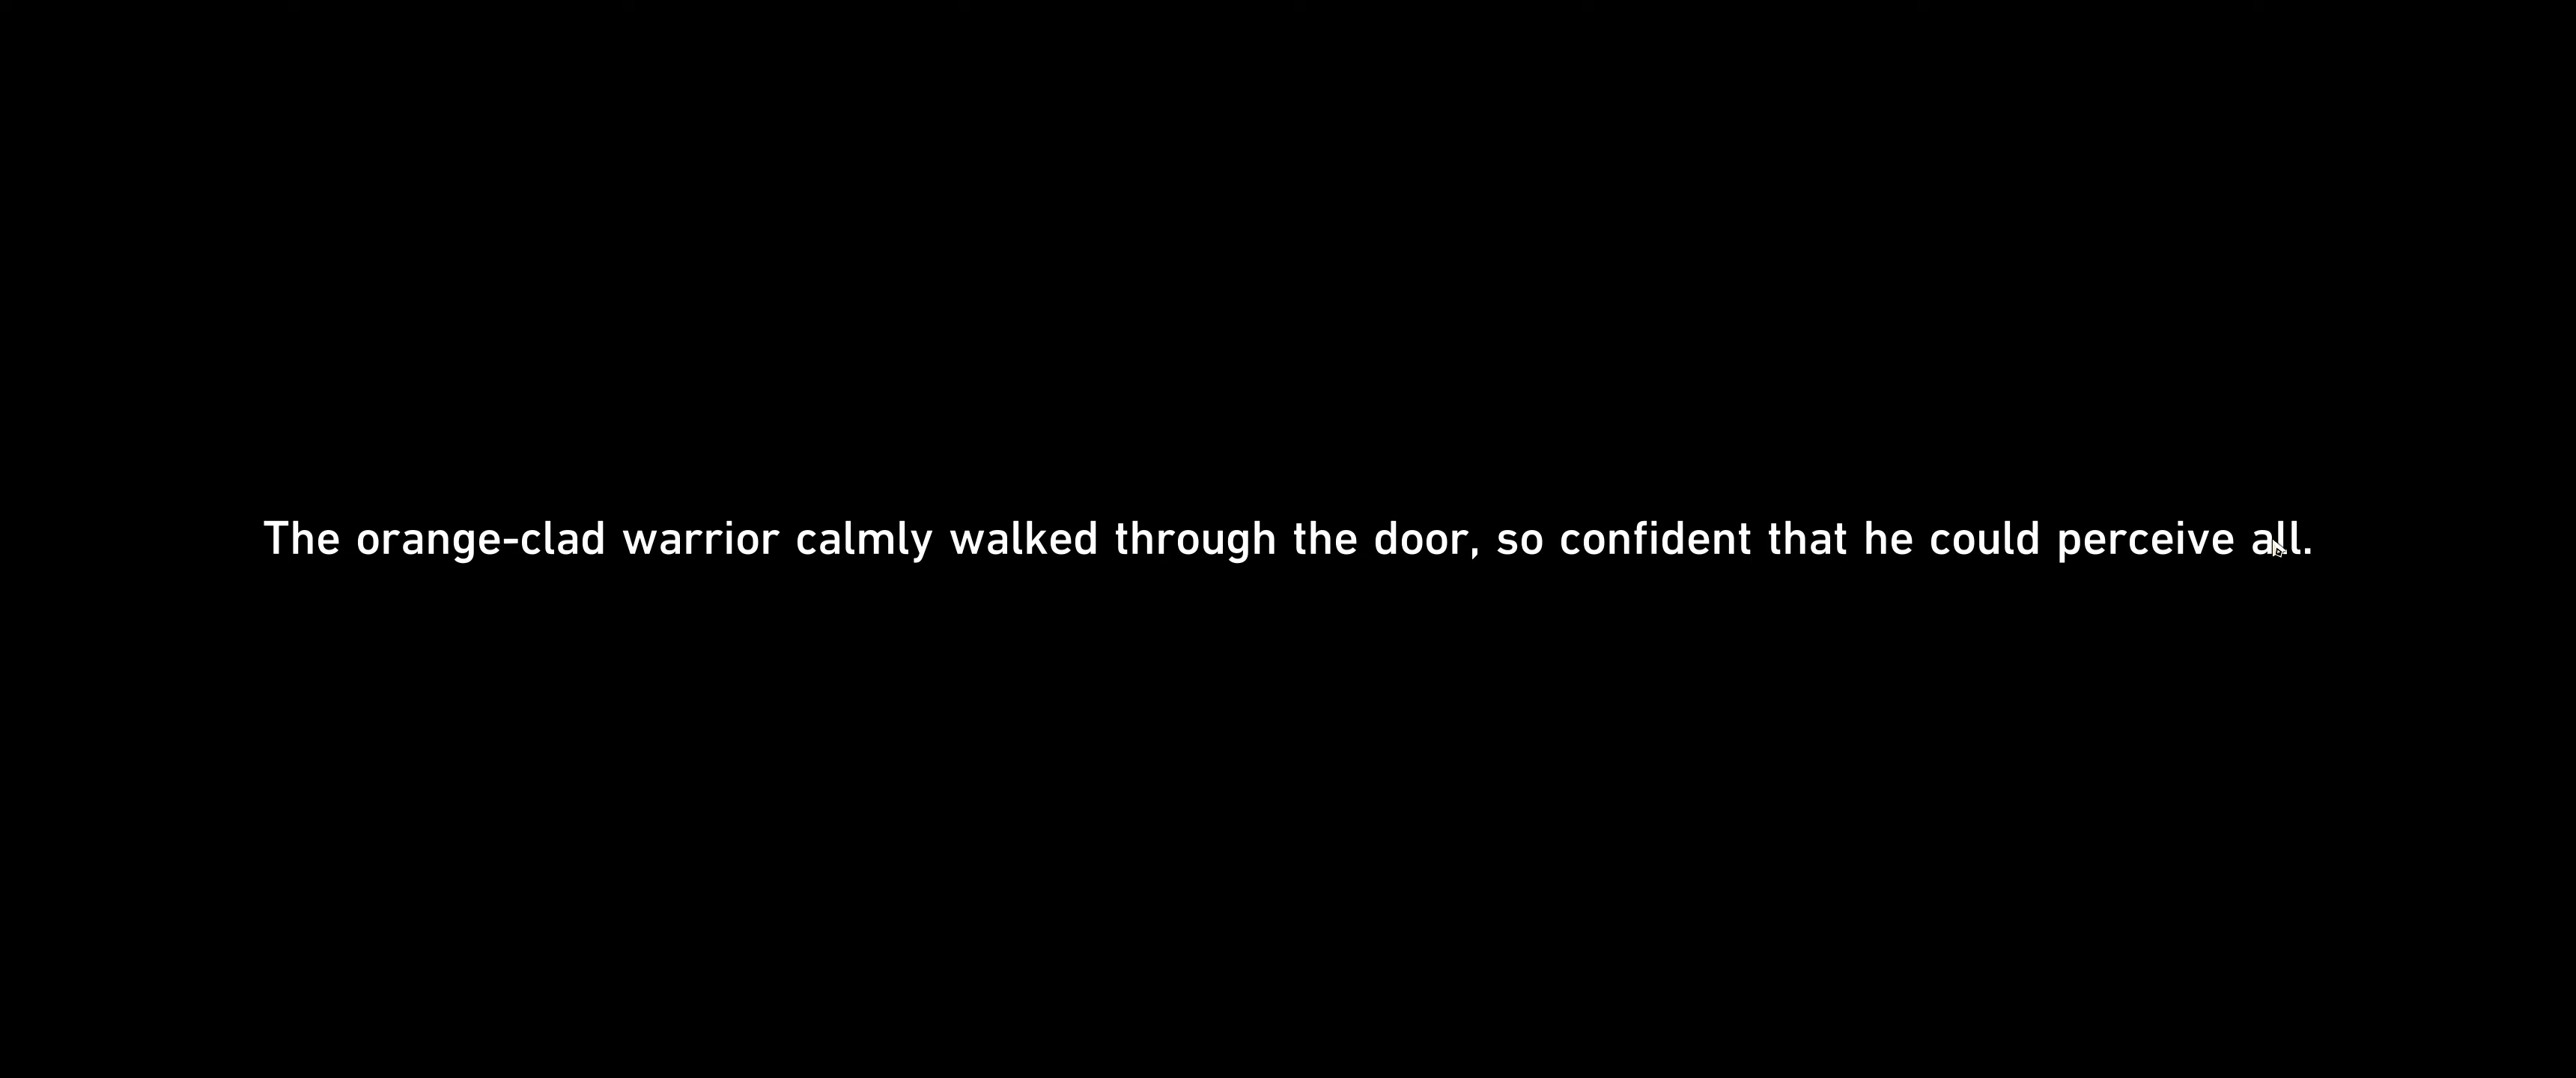 The orange-clad warrior calmly walked through the door, so confident that he could perceive all.